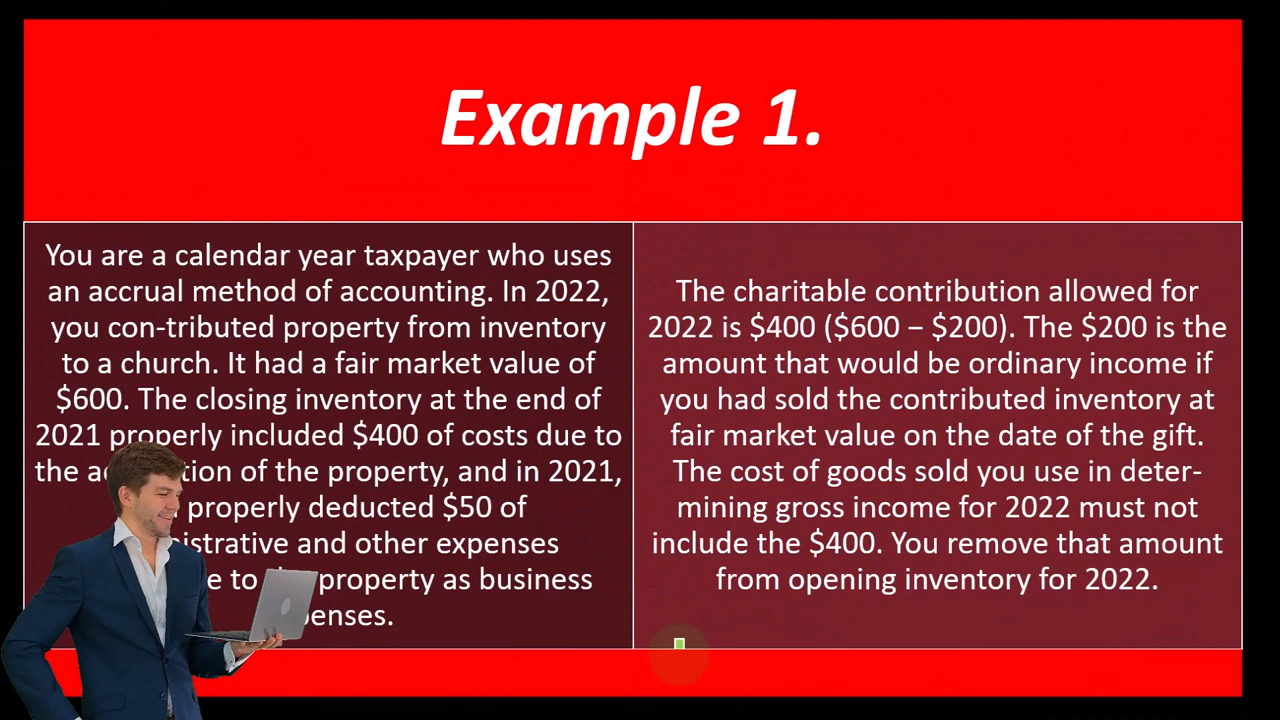 Example 1.
You are a calendar year taxpayer who uses
an accrual method of accounting. In 2022,
you con-tributed property from inventory
to a church. It had a fair market value of
$600. The closing inventory at the end of
2021 properly included $400 of costs due to
the of the property, and in 2021,
properly deducted $50 of
and other expenses
to property as business
The charitable contribution allowed for
2022 is $400 ($600 − $200). The $200 is the
amount that would be ordinary income if
you had sold the contributed inventory at
fair market value on the date of the gift.
The cost of goods sold you use in deter-
mining gross income for 2022 must not
include the $400. You remove that amount
from opening inventory for 2022.